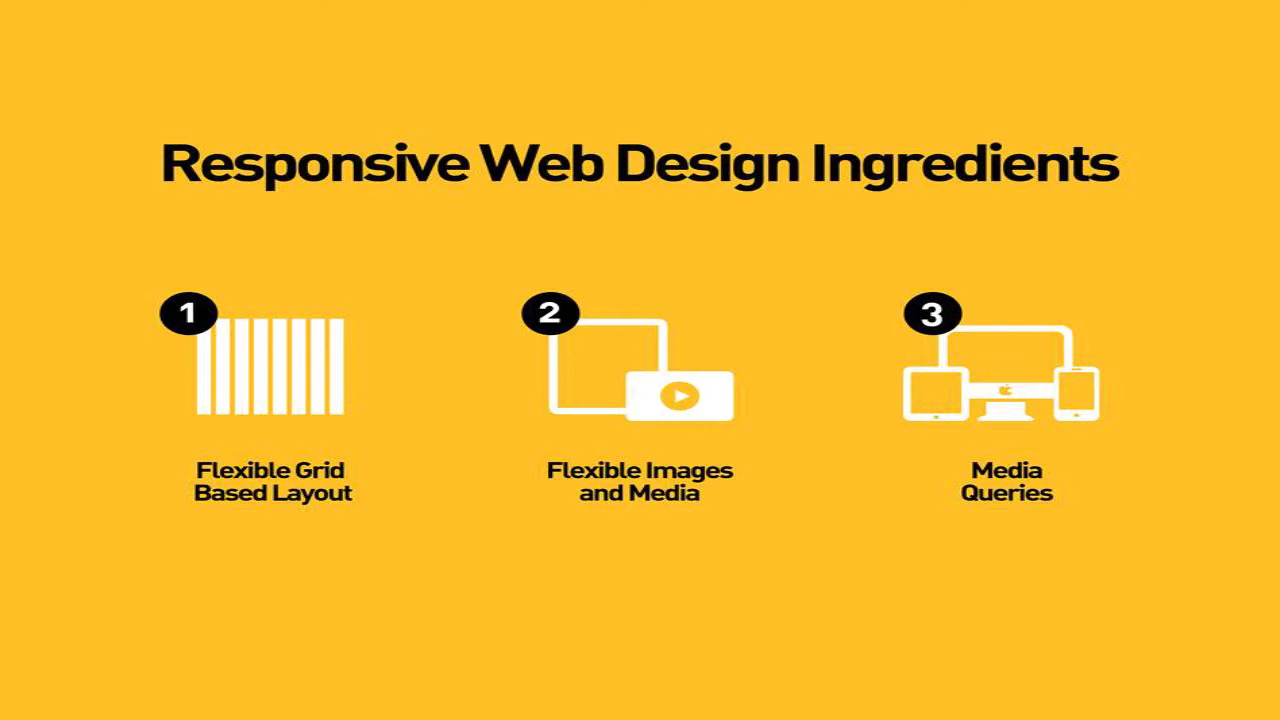 Responsive Web Design Ingredients
1
2
3
Flexible Grid
Based Layout
Flexible Images
and Media
Media
Queries